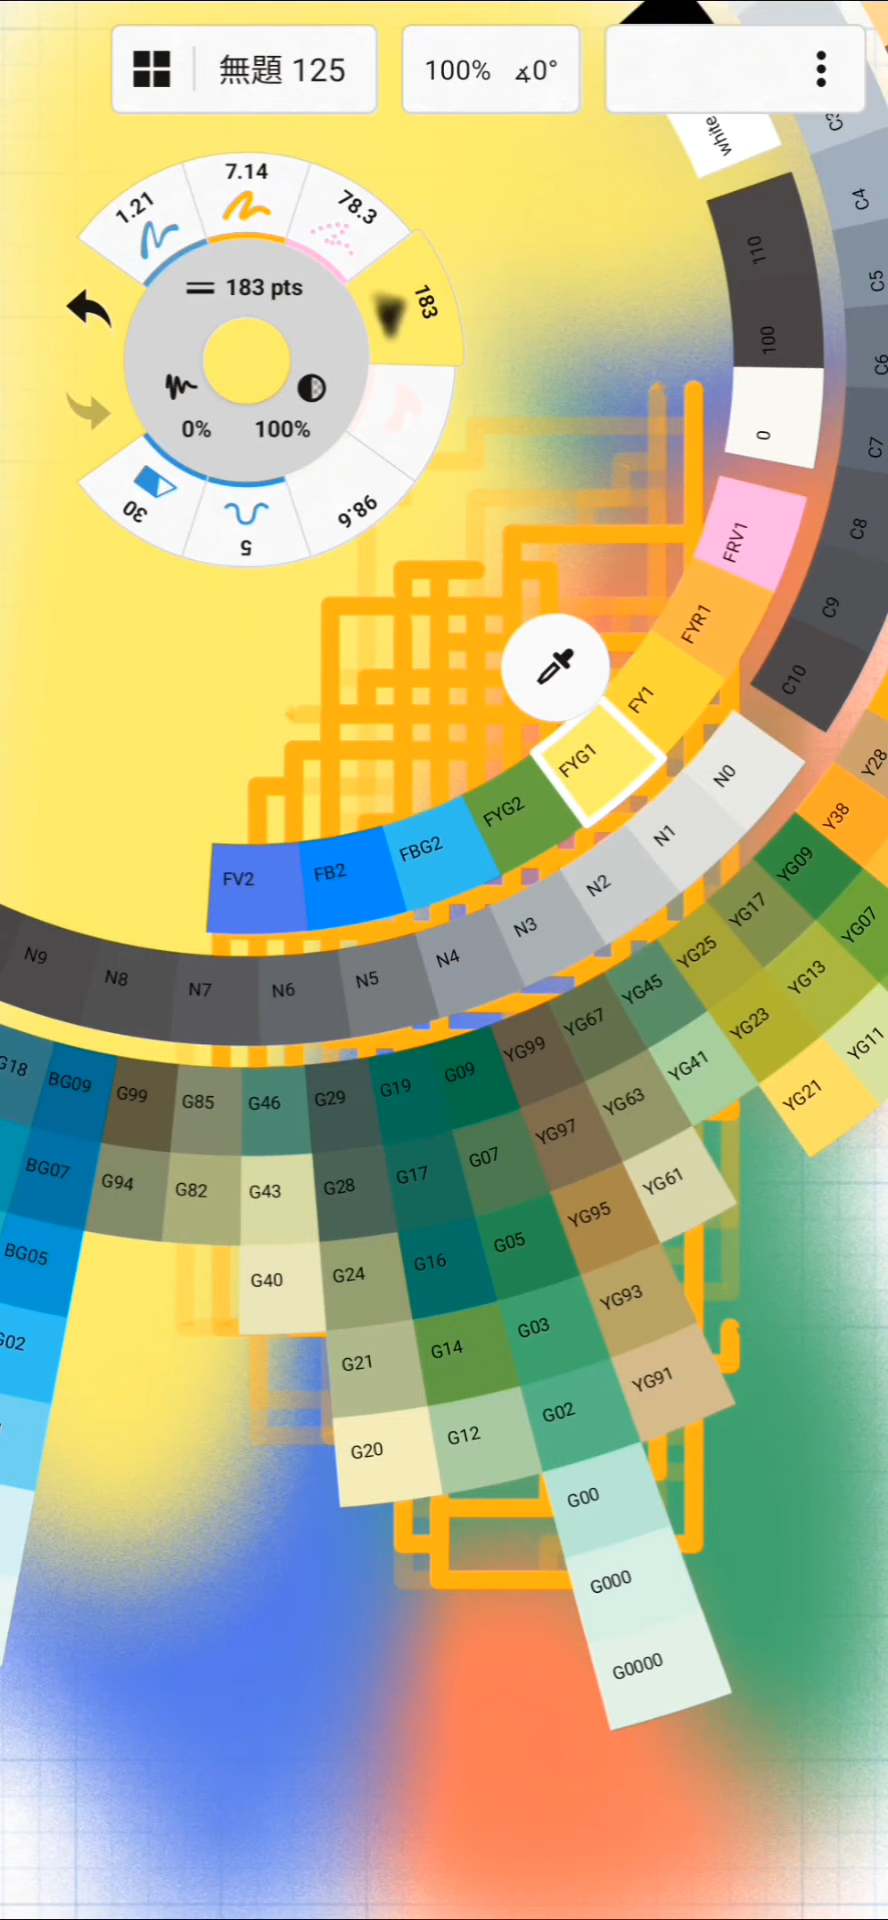 無題 125
100% ∡0°
1.21
7.14
78.3
183
183 pts
0%
100%
30
5
98.6
white
110
100
0
C4
C5
C6
C7
C8
C9
C10
FRV1
FYR1
FY1
FYG1
FYG2
FBG2
FB2
FV2
N0
N1
N2
N3
N4
N5
N6
N7
N8
N9
Y28
Y38
YG09
YG07
YG17
YG13
YG11
YG25
YG23
YG21
YG45
YG41
YG67
YG63
YG61
YG99
YG97
YG95
YG93
YG91
G09
G07
G05
G03
G02
G00
G000
G0000
G19
G17
G16
G14
G12
G29
G28
G24
G21
G20
G46
G43
G40
G85
G82
G99
G94
BG09
BG07
BG05
G02
G18